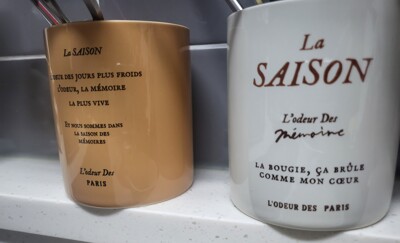 La SAISON
L'ODEUR DES JOURS PLUS FROIDS
L'ODEUR, LA MÉMOIRE
LA PLUS VIVE
ET NOUS SOMMES DANS
LA SAISON DES
MÉMOIRES
L'odeur Des
PARIS
La
SAISON
L'odeur Des
Mémoire
LA BOUGIE, ÇA BRÛLE
COMME MON CŒUR
L'ODEUR DES PARIS